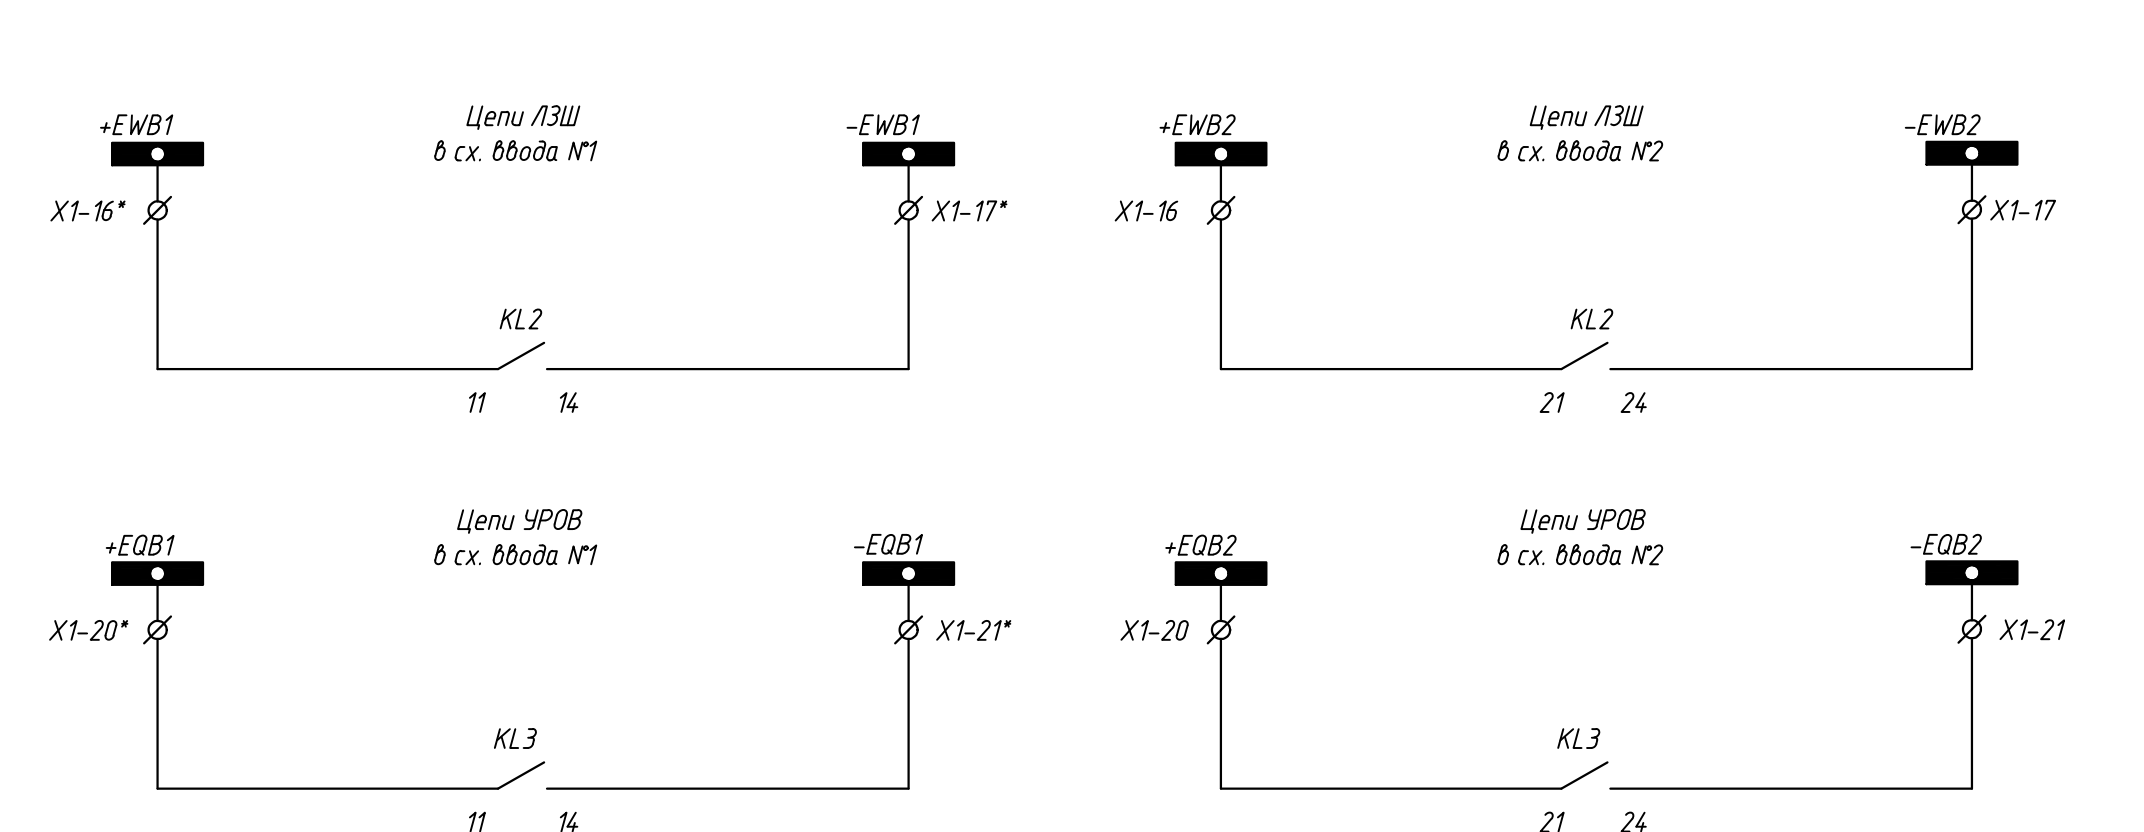 Цепи ЛЗШ
в сх. ввода №1
+EWB1
-EWB1
X1-16*
X1-17*
KL2
11
14
Цепи ЛЗШ
в сх. ввода №2
+EWB2
-EWB2
X1-16
X1-17
KL2
21
24
Цепи УРОВ
в сх. ввода №1
+EQB1
-EQB1
X1-20*
X1-21*
KL3
11
14
Цепи УРОВ
в сх. ввода №2
+EQB2
-EQB2
X1-20
X1-21
KL3
21
24